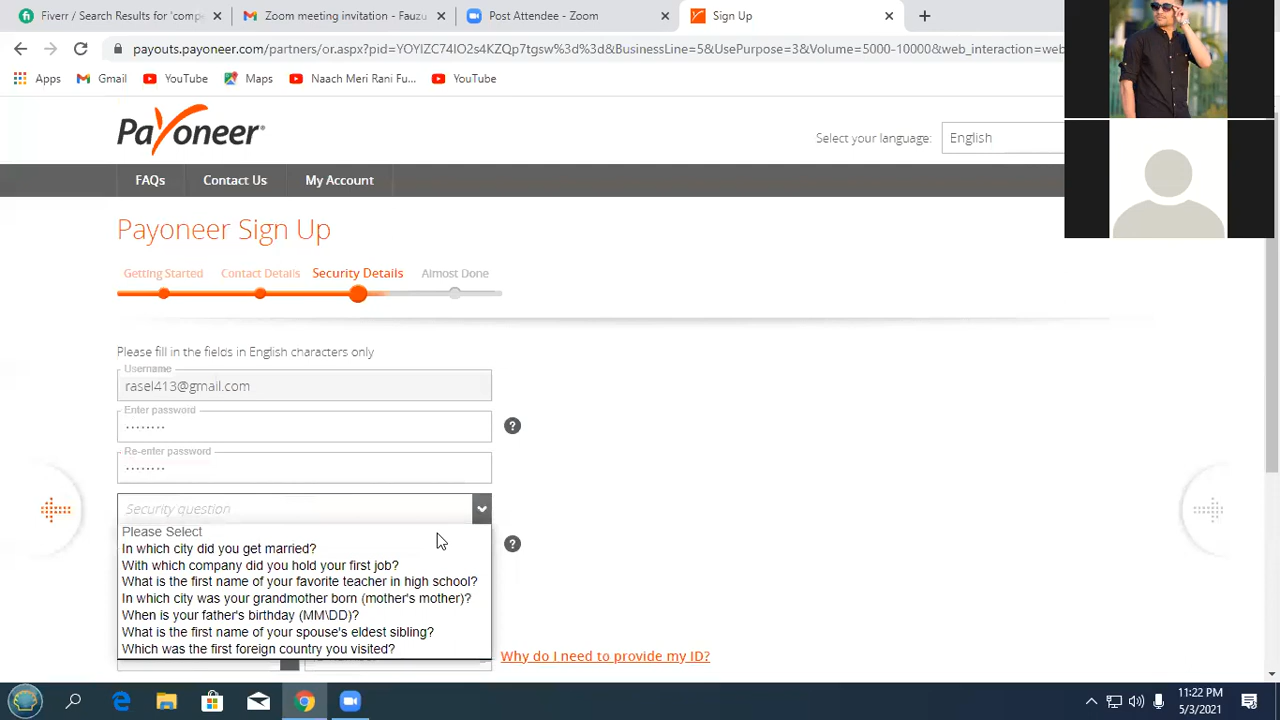 Fiverr / Search Results for 'comp
Zoom meeting invitation - Fauzu
Post Attendee - Zoom
Sign Up
payouts.payoneer.com/partners/or.aspx?pid=YOYIZC74IO2s4KZQp7tgsw%3d%3d&BusinessLine=5&UsePurpose=3&Volume=5000-10000&web_interaction=web
Apps
Gmail
YouTube
Maps
Naach Meri Rani Fu...
YouTube
Payoneer
Select your language:
English
FAQs
Contact Us
My Account
Payoneer Sign Up
Getting Started
Contact Details
Security Details
Almost Done
Please fill in the fields in English characters only
Username
rasel413@gmail.com
Enter password
Re-enter password
Security question
Please Select
In which city did you get married?
With which company did you hold your first job?
What is the first name of your favorite teacher in high school?
In which city was your grandmother born (mother's mother)?
When is your father's birthday (MM\DD)?
What is the first name of your spouse's eldest sibling?
Which was the first foreign country you visited?
Why do I need to provide my ID?
11:22 PM
5/3/2021